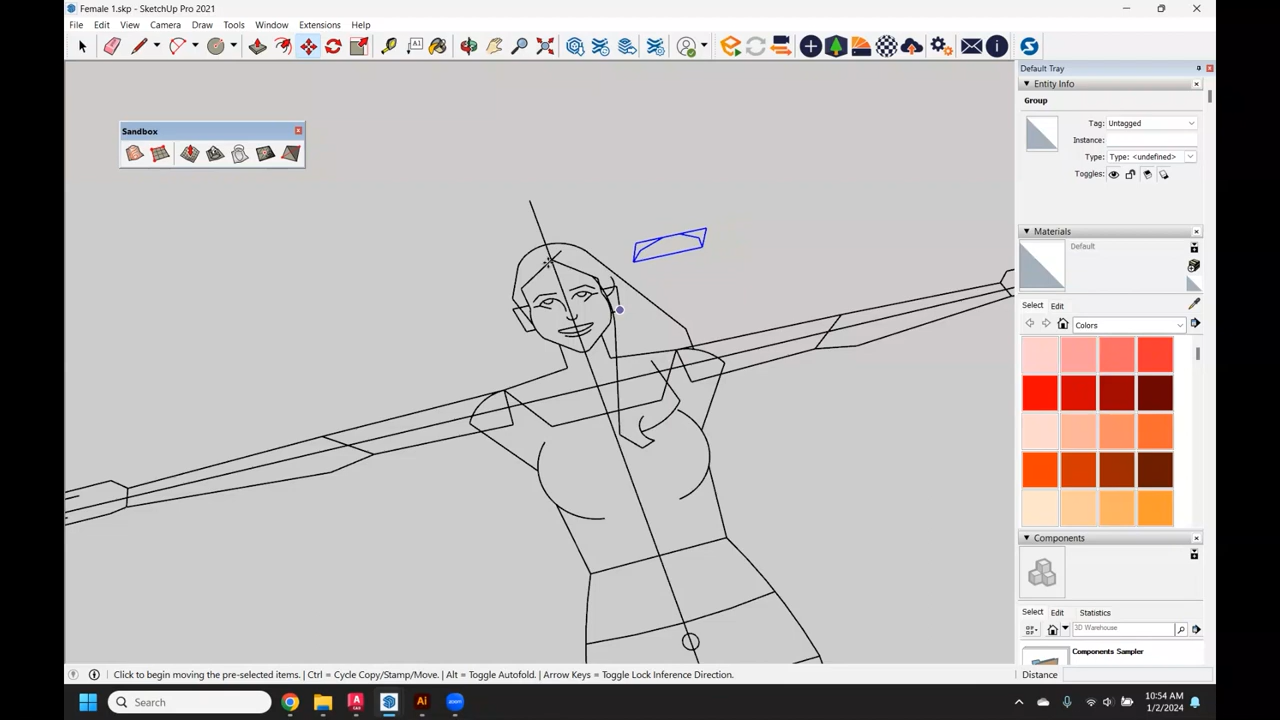 Female 1.skp - SketchUp Pro 2021
File Edit View Camera Draw Tools Window Extensions Help
A1
Default Tray
Entity Info
Group
Tag: Untagged
Instance:
Type: Type: <undefined>
Toggles:
Sandbox
Materials
Default
Select Edit
Colors
Components
Select Edit Statistics
3D Warehouse
Components Sampler
Click to begin moving the pre-selected items. | Ctrl = Cycle Copy/Stamp/Move. | Alt = Toggle Autofold. | Arrow Keys = Toggle Lock Inference Direction.
Distance
Search
Ai
zoom
10:54 AM
1/2/2024